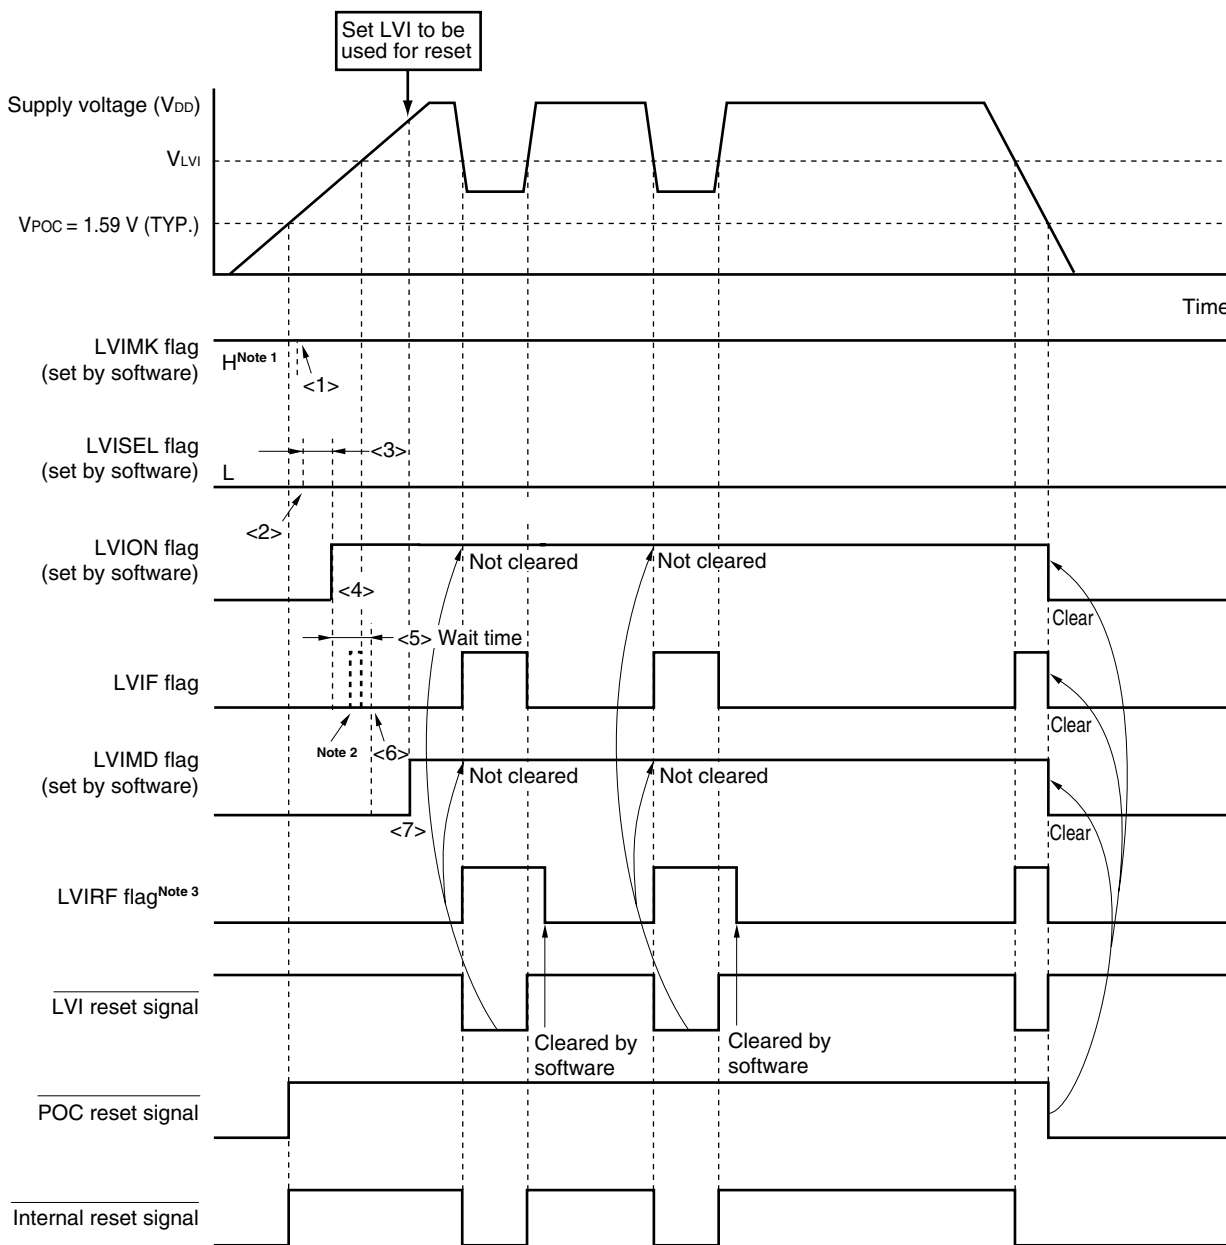 Set LVI to be
used for reset
Supply voltage (VDD)
VLVI
VPOC = 1.59 V (TYP.)
Time
LVIMK flag
(set by software)
H Note 1
<1>
LVISEL flag
(set by software)
<3>
L
<2>
LVION flag
(set by software)
Not cleared
Not cleared
<4>
Clear
<5> Wait time
LVIF flag
Note 2
<6>
Clear
LVIMD flag
(set by software)
Not cleared
Not cleared
<7>
Clear
LVIRF flag Note 3
LVI reset signal
Cleared by
software
Cleared by
software
POC reset signal
Internal reset signal